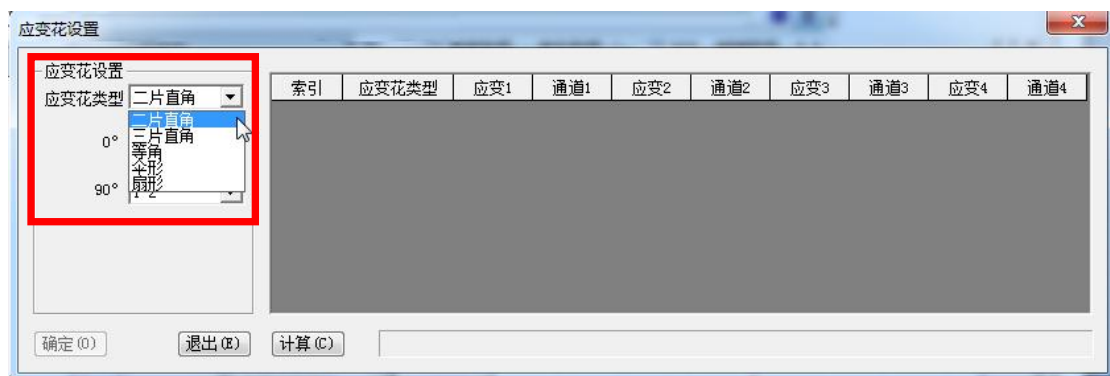 应变花设置
应变花设置
应变花类型 二片直角
二片直角
三片直角
等角
伞形
扇形
0°
90°
索引 应变花类型 应变1 通道1 应变2 通道2 应变3 通道3 应变4 通道4
确定(O) 退出(E) 计算(C)